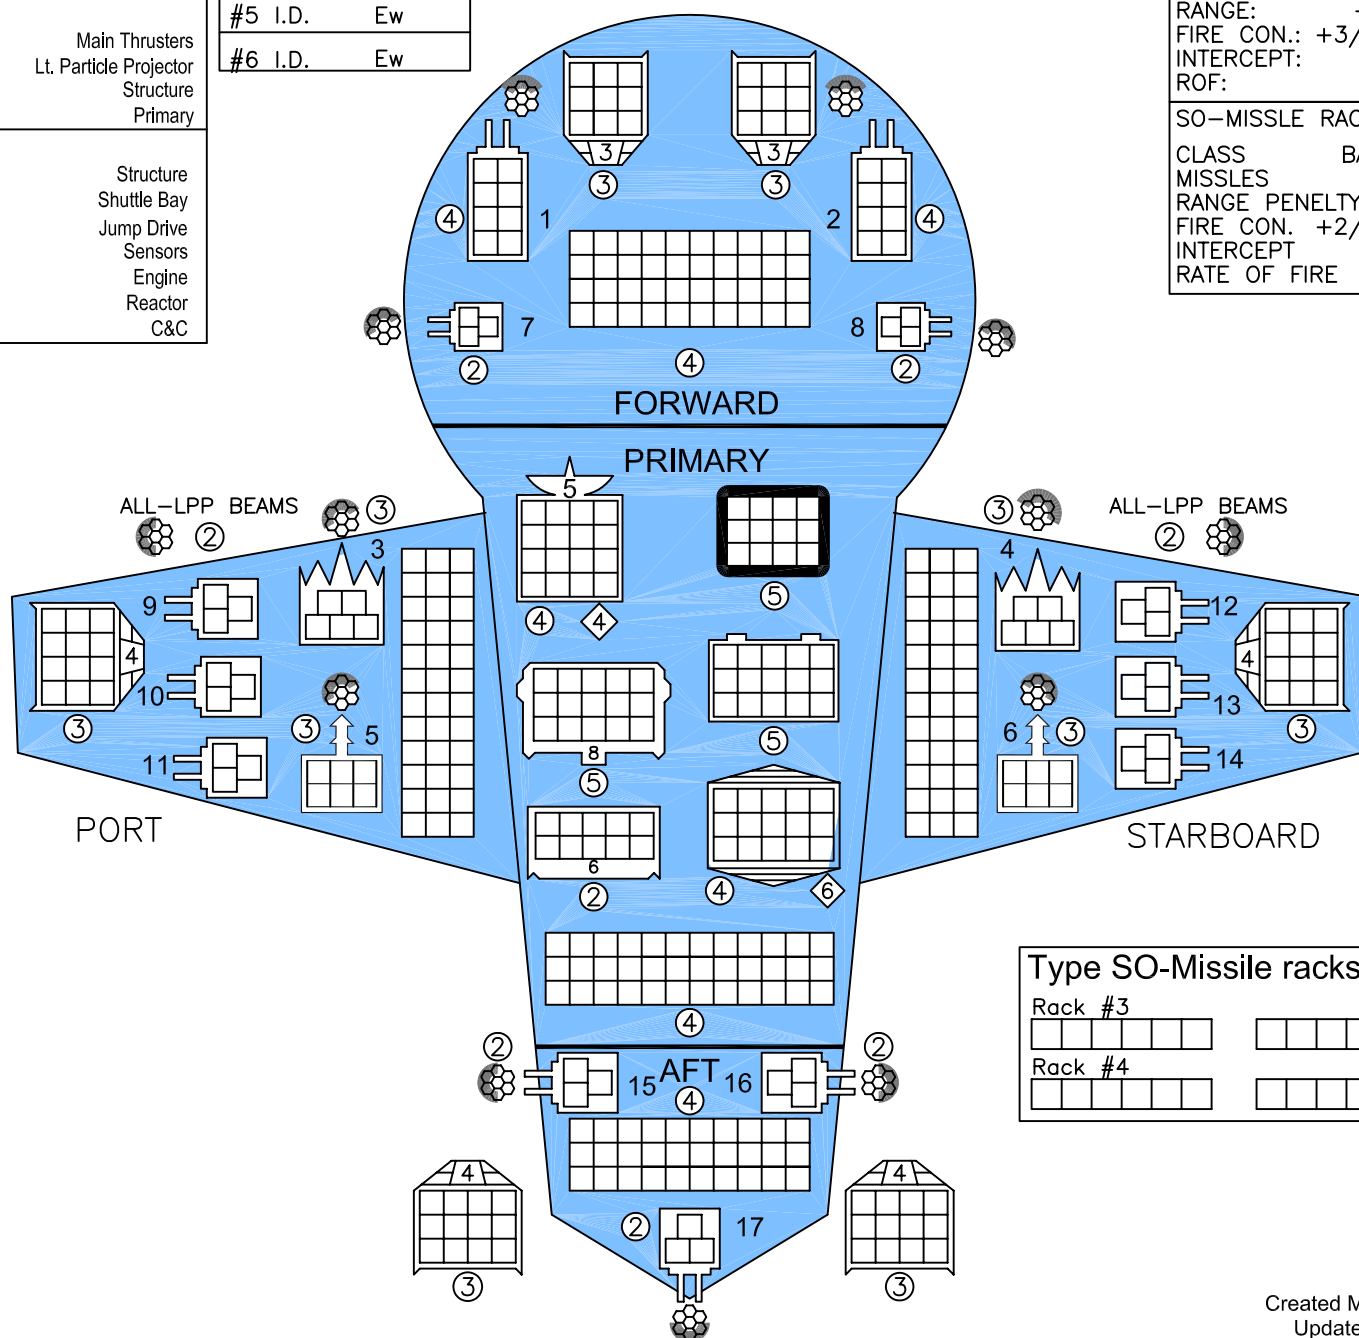 Main Thrusters
Lt. Particle Projector
Structure
Primary
Structure
Shuttle Bay
Jump Drive
Sensors
Engine
Reactor
C&C
#5 I.D. Ew
#6 I.D. Ew
RANGE: -
FIRE CON.: +3/
INTERCEPT:
ROF:
SO-MISSLE RAC
CLASS BA
MISSLES
RANGE PENELTY
FIRE CON. +2/
INTERCEPT
RATE OF FIRE
3 3
3 3
4 1 2 4
7 8
2 4 2
FORWARD
PRIMARY
ALL-LPP BEAMS
2 3
3
5
3
4
ALL-LPP BEAMS
2
9
10
11
4
3
3 5
4 4
5
8
5
5
6
2
4 6
6 3
12
13
14
4
3
PORT
STARBOARD
4
Type SO-Missile racks
Rack #3
Rack #4
2 2
15 AFT 16
4
4 4
2 17
3 3
Created M
Update